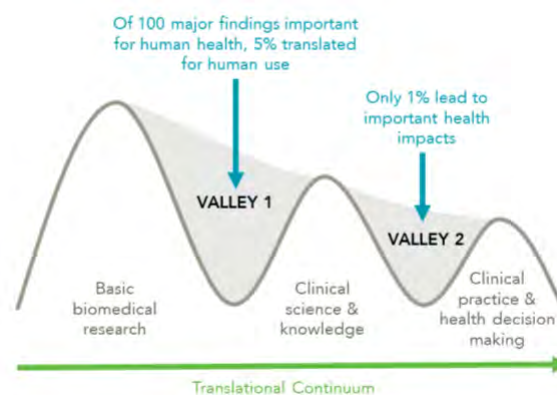 Of 100 major findings important
for human health, 5% translated
for human use
Only 1% lead to
important health
impacts
VALLEY 1
VALLEY 2
Basic
biomedical
research
Clinical
science &
knowledge
Clinical
practice &
health decision
making
Translational Continuum